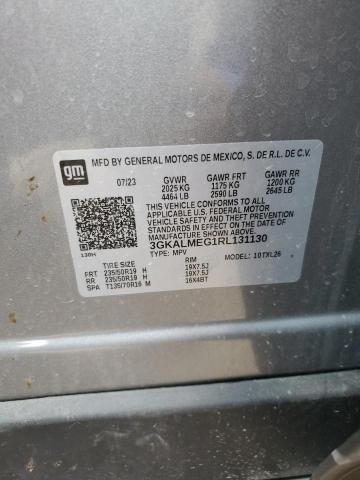 gm
MFD BY GENERAL MOTORS DE MEXICO, S. DE R.L. DE C.V.
07/23 GVWR GAWR FRT GAWR RR
2025 KG 1175 KG 1200 KG
4464 LB 2590 LB 2645 LB
THIS VEHICLE CONFORMS TO ALL
APPLICABLE U.S. FEDERAL MOTOR
VEHICLE SAFETY AND THEFT PREVENTION
STANDARDS IN EFFECT ON THE DATE OF
MANUFACTURE SHOWN ABOVE.
3GKALMEG1RL131130
TYPE: MPV MODEL: 10TXL26
TIRE SIZE RIM
FRT 235/50R19 H 19X7.5J
RR 235/50R19 H 19X7.5J
SPA T135/70R16 M 16X4BT